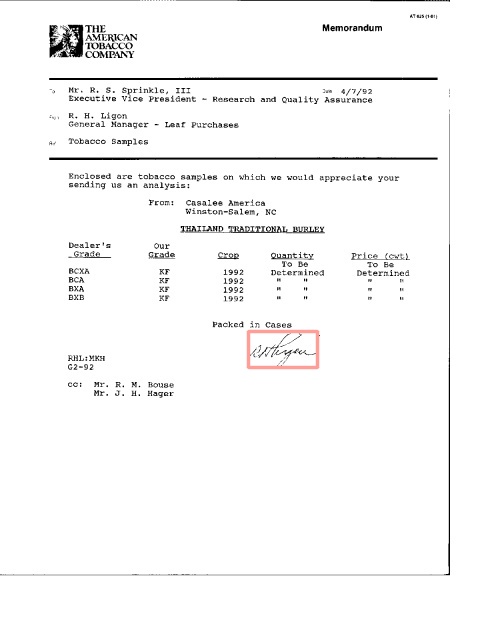 AT-825 (1-91)
THE
AMERICAN
TOBACCO
COMPANY
Memorandum
To Mr. R. S. Sprinkle, III Date 4/7/92
Executive Vice President - Research and Quality Assurance
From R. H. Ligon
General Manager - Leaf Purchases
Re Tobacco Samples
Enclosed are tobacco samples on which we would appreciate your
sending us an analysis:
From: Casalee America
Winston-Salem, NC
THAILAND TRADITIONAL BURLEY
Dealer's Our
Grade Grade Crop Quantity Price (cwt)
To Be To Be
BCXA KF 1992 Determined Determined
BCA KF 1992 " " " "
BXA KF 1992 " " " "
BXB KF 1992 " " " "
Packed in Cases
RHLigon
RHL:MKH
G2-92
cc: Mr. R. M. Bouse
Mr. J. H. Hager